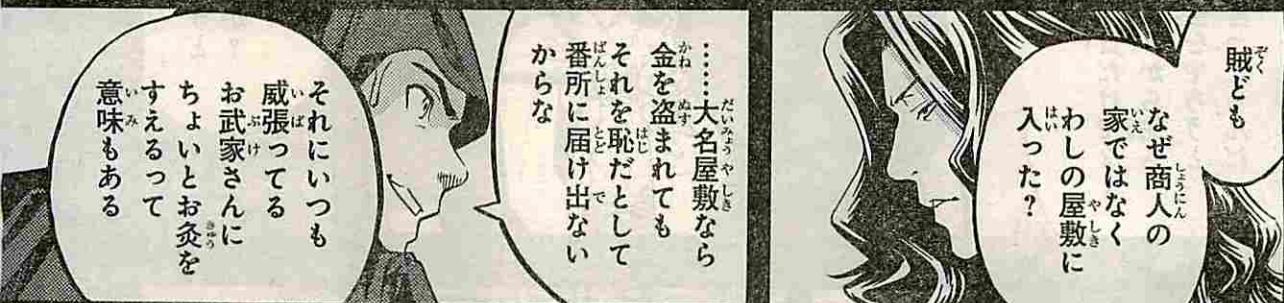 賊ども
なぜ商人の
家ではなく
わしの屋敷に
入った？
……大名屋敷なら
金を盗まれても
それを恥だとして
番所に届け出ない
からな
それにいつも
威張ってる
お武家さんに
ちょいとお灸を
すえるって
意味もある